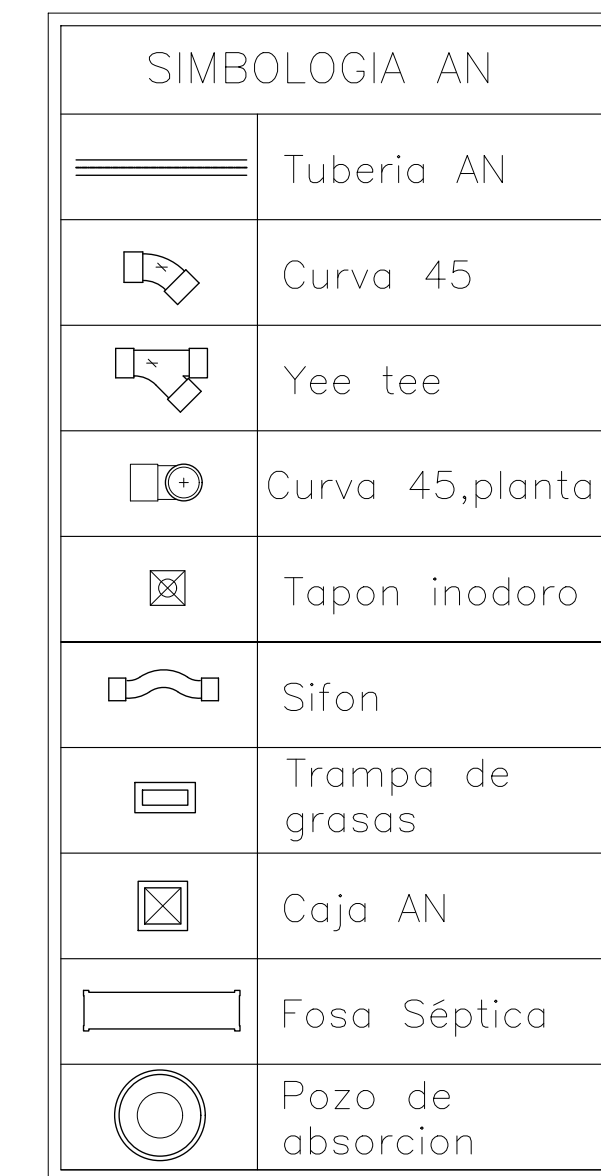 SIMBOLOGIA AN
Tuberia AN
Curva 45
Yee tee
Curva 45,planta
Tapon inodoro
Sifon
Trampa de
grasas
Caja AN
Fosa Séptica
Pozo de
absorcion